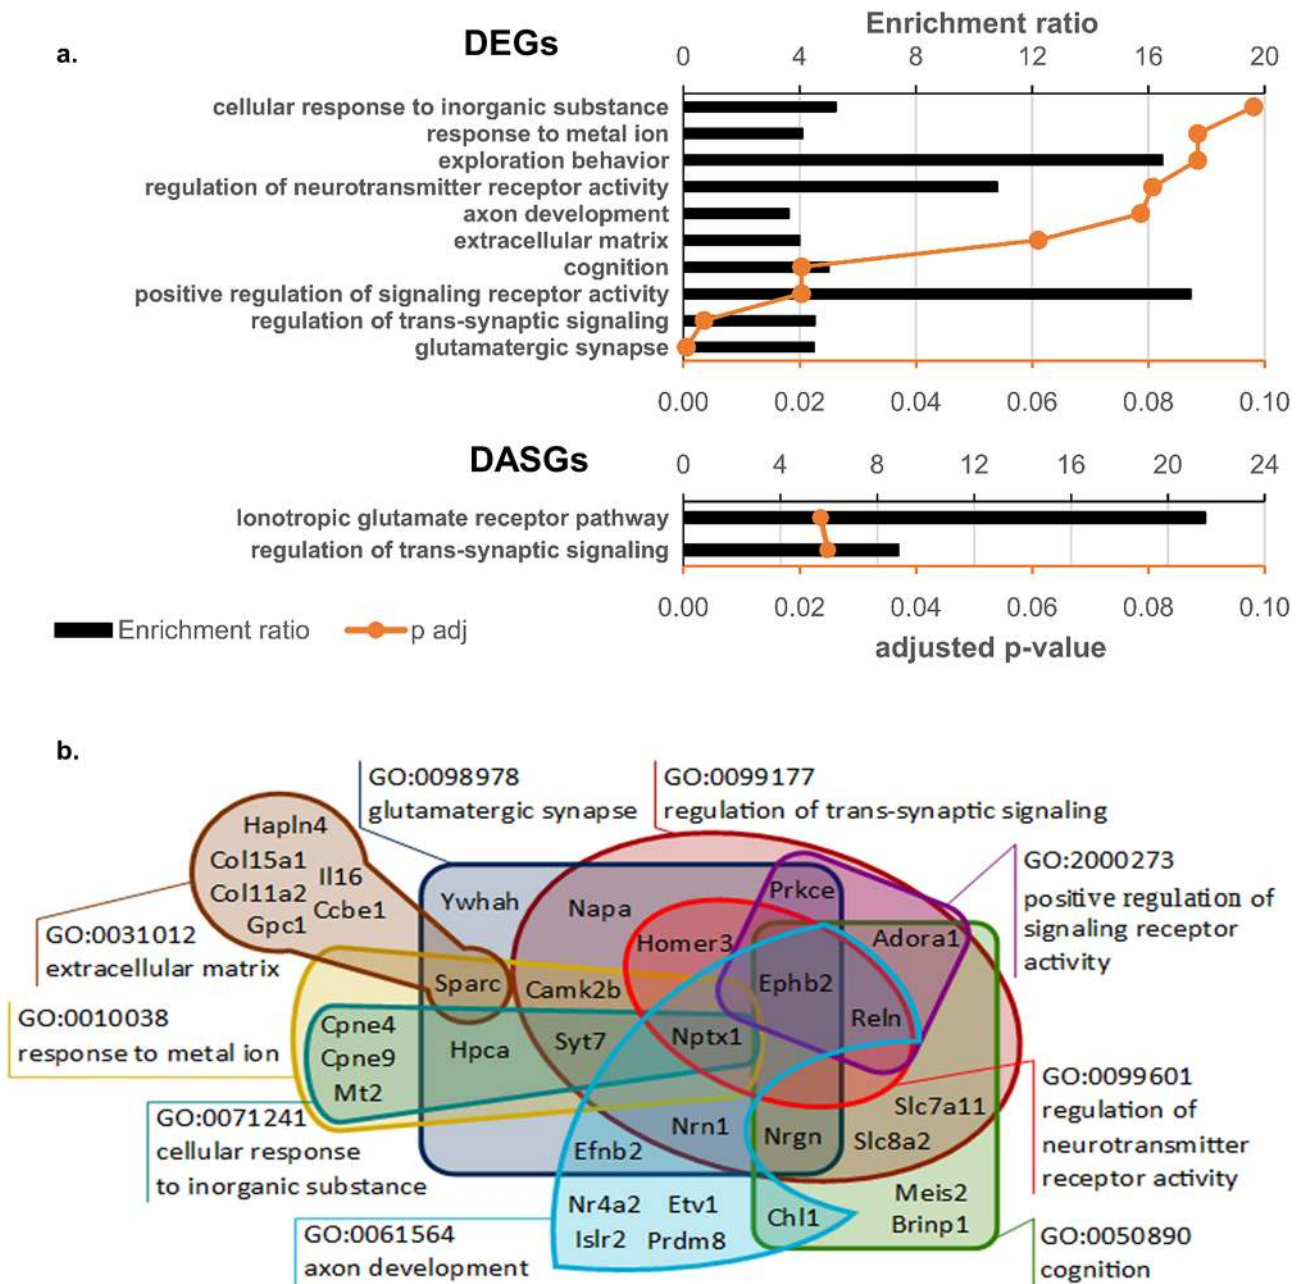 a.
DEGs
Enrichment ratio
0 4 8 12 16 20
cellular response to inorganic substance
response to metal ion
exploration behavior
regulation of neurotransmitter receptor activity
axon development
extracellular matrix
cognition
positive regulation of signaling receptor activity
regulation of trans-synaptic signaling
glutamatergic synapse
0.00 0.02 0.04 0.06 0.08 0.10
DASGs
0 4 8 12 16 20 24
Ionotropic glutamate receptor pathway
regulation of trans-synaptic signaling
0.00 0.02 0.04 0.06 0.08 0.10
Enrichment ratio
p adj
adjusted p-value
b.
GO:0098978
glutamatergic synapse
GO:0099177
regulation of trans-synaptic signaling
GO:2000273
positive regulation of
signaling receptor
activity
Hapln4
Col15a1
Il16
Col11a2
Ccbe1
Gpc1
GO:0031012
extracellular matrix
GO:0010038
response to metal ion
GO:0071241
cellular response
to inorganic substance
GO:0061564
axon development
Ywhah
Napa
Prkce
Homer3
Adora1
Sparc
Camk2b
Ephb2
Cpne4
Cpne9
Mt2
Hpca
Syt7
Nptx1
Reln
Slc7a11
Slc8a2
Nrn1
Nrgn
Efnb2
Nr4a2
Etv1
Islr2
Prdm8
Chl1
Meis2
Brinp1
GO:0099601
regulation of
neurotransmitter
receptor activity
GO:0050890
cognition